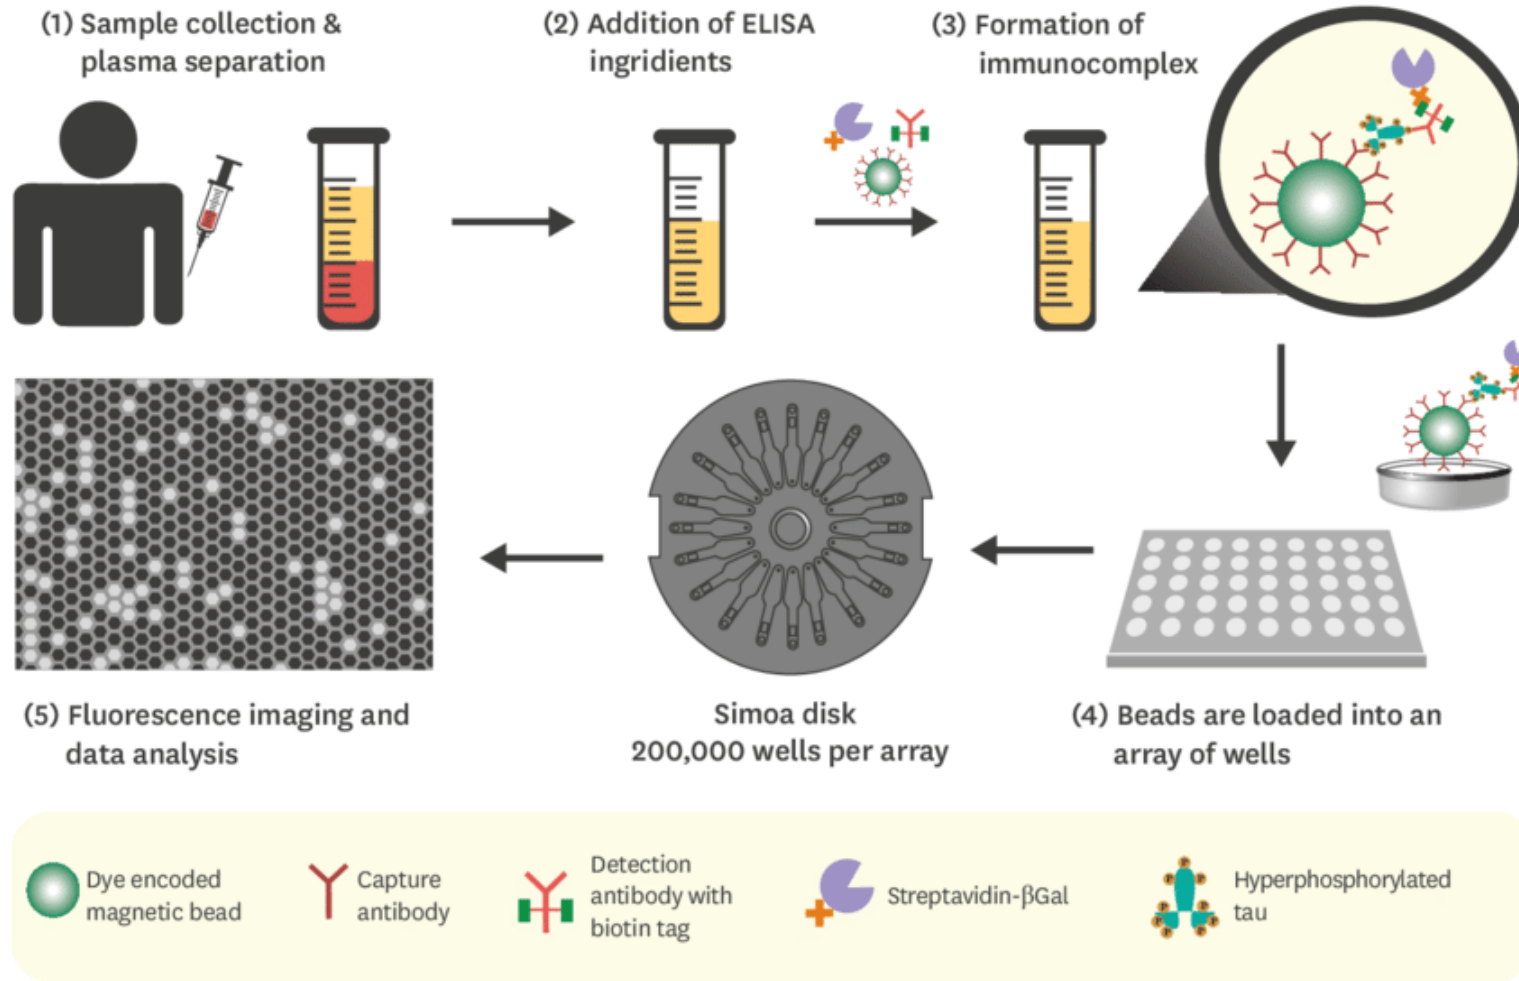 (1) Sample collection &
plasma separation
(2) Addition of ELISA
ingridients
(3) Formation of
immunocomplex
(5) Fluorescence imaging and
data analysis
Simoa disk
200,000 wells per array
(4) Beads are loaded into an
array of wells
Dye encoded
magnetic bead
Capture
antibody
Detection
antibody with
biotin tag
Streptavidin-βGal
P
P
P
P
P
P
P
P
P
Hyperphosphorylated
tau